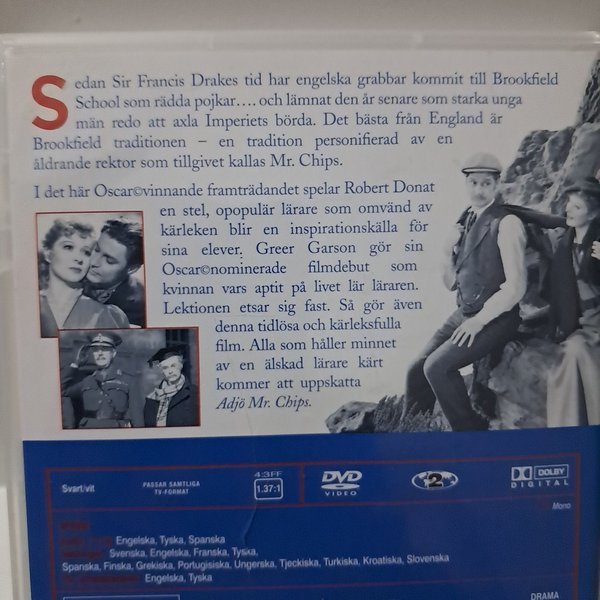 Sedan Sir Francis Drakes tid har engelska grabbar kommit till Brookfield
School som rädda pojkar.... och lämnat den år senare som starka unga
män redo att axla Imperiets börda. Det bästa från England är
Brookfield traditionen – en tradition personifierad av en
åldrande rektor som tillgivet kallas Mr. Chips.
I det här Oscar©vinnande framträdandet spelar Robert Donat
en stel, opopulär lärare som omvänd av
kärleken blir en inspirationskälla för
sina elever. Greer Garson gör sin
Oscar©nominerade filmdebut som
kvinnan vars aptit på livet lär läraren.
Lektionen etsar sig fast. Så gör även
denna tidlösa och kärleksfulla
film. Alla som håller minnet
av en älskad lärare kärt
kommer att uppskatta
Adjö Mr. Chips.
Svart/vit
PASSAR SAMTLIGA
TV-FORMAT
4:3FF
1.37:1
DVD
VIDEO
2
DOLBY
DIGITAL
Mono
Engelska, Tyska, Spanska
Svenska, Engelska, Franska, Tyska,
Spanska, Finska, Grekiska, Portugisiska, Ungerska, Tjeckiska, Turkiska, Kroatiska, Slovenska
Engelska, Tyska
DRAMA